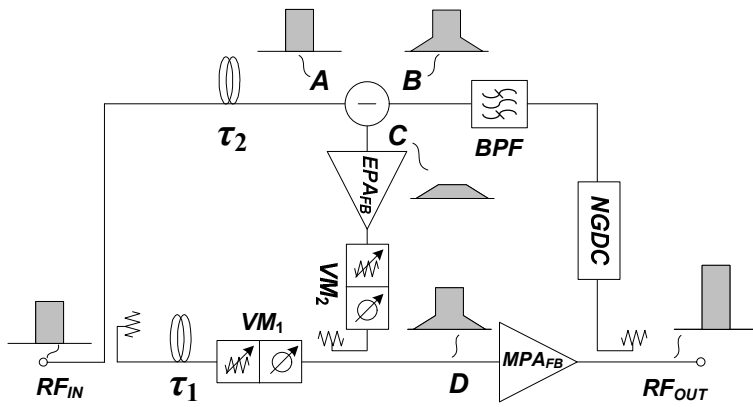 A
B
τ2
−
C
BPF
EPAFB
NGDC
VM2
VM1
RFIN
τ1
D
MPAFB
RFOUT